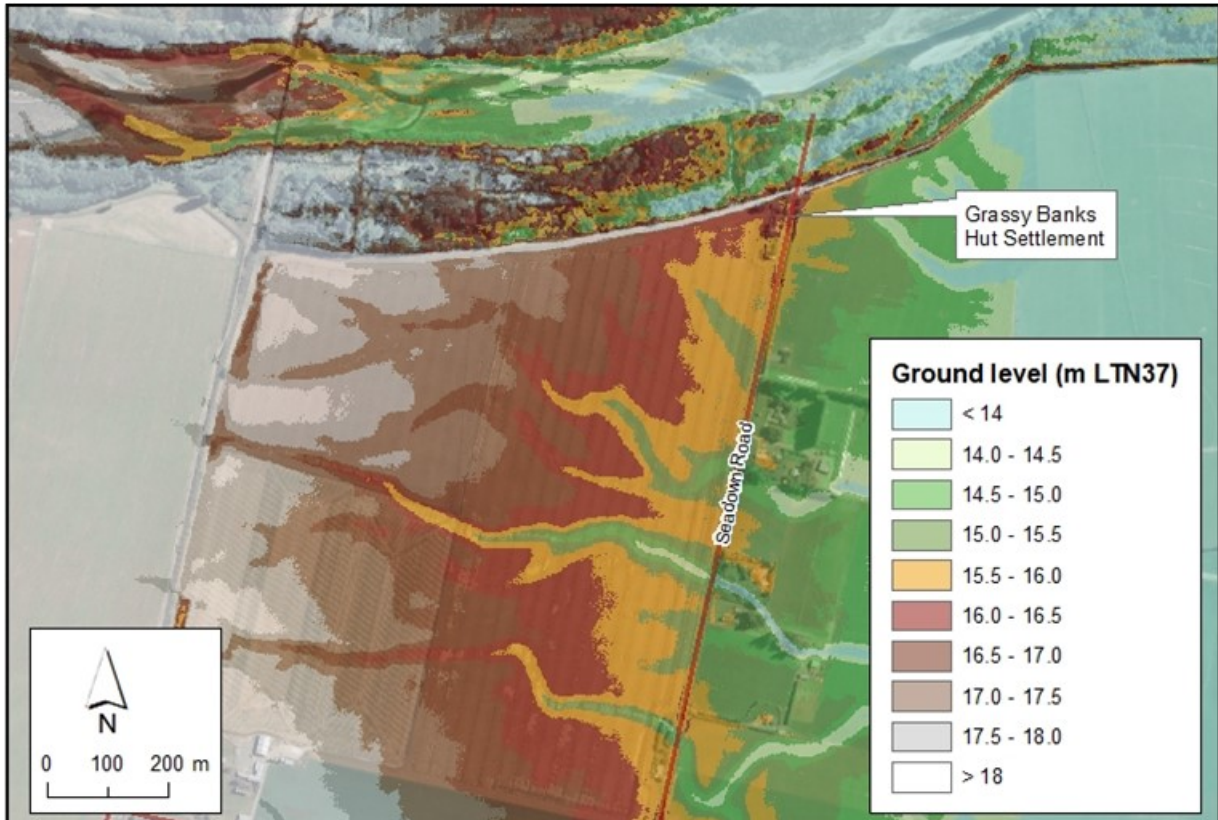 Grassy Banks
Hut Settlement
Seadown Road
Ground level (m LTN37)
< 14
14.0 - 14.5
14.5 - 15.0
15.0 - 15.5
15.5 - 16.0
16.0 - 16.5
16.5 - 17.0
17.0 - 17.5
17.5 - 18.0
> 18
N
0 100 200 m